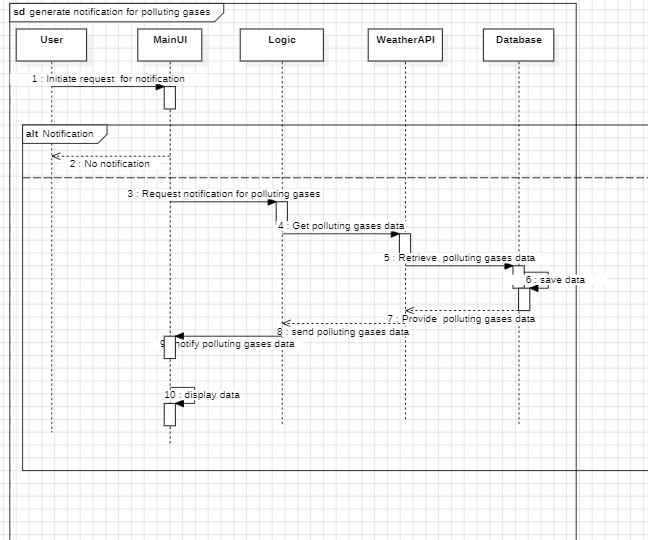 sd generate notification for polluting gases
User
MainUI
Logic
WeatherAPI
Database
1 : Initiate request for notification
alt Notification
2 : No notification
3 : Request notification for polluting gases
4 : Get polluting gases data
5 : Retrieve polluting gases data
6 : save data
7 : Provide polluting gases data
8 : send polluting gases data
9 notify polluting gases data
10 : display data